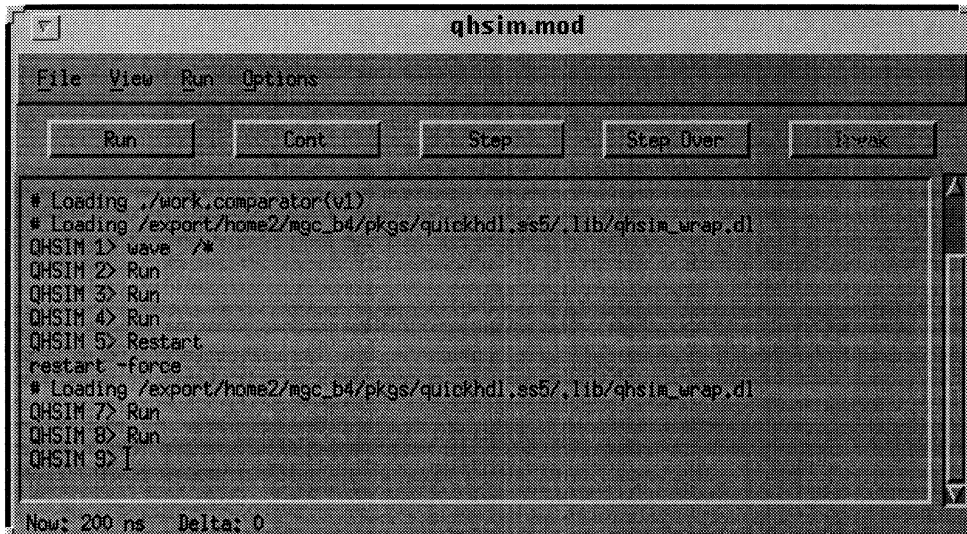 qhsim.mod
File View Run Options
Run Cont Step Step Over Break
# Loading ./work.comparator(v1)
# Loading /export/home2/mgc_b4/pkgs/quickhdl.ss5/.lib/qhsim_wrap.dl
QHSIM 1> wave /*
QHSIM 2> Run
QHSIM 3> Run
QHSIM 4> Run
QHSIM 5> Restart
restart -force
# Loading /export/home2/mgc_b4/pkgs/quickhdl.ss5/.lib/qhsim_wrap.dl
QHSIM 7> Run
QHSIM 8> Run
QHSIM 9>
Now: 200 ns Delta: 0